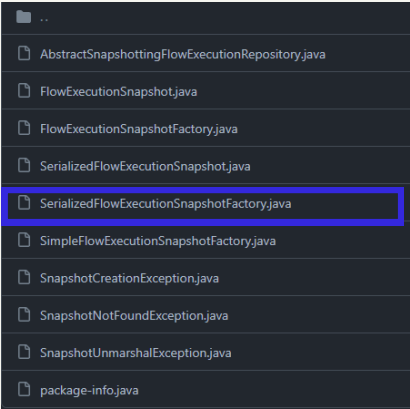 ..
AbstractSnapshottingFlowExecutionRepository.java
FlowExecutionSnapshot.java
FlowExecutionSnapshotFactory.java
SerializedFlowExecutionSnapshot.java
SerializedFlowExecutionSnapshotFactory.java
SimpleFlowExecutionSnapshotFactory.java
SnapshotCreationException.java
SnapshotNotFoundException.java
SnapshotUnmarshalException.java
package-info.java